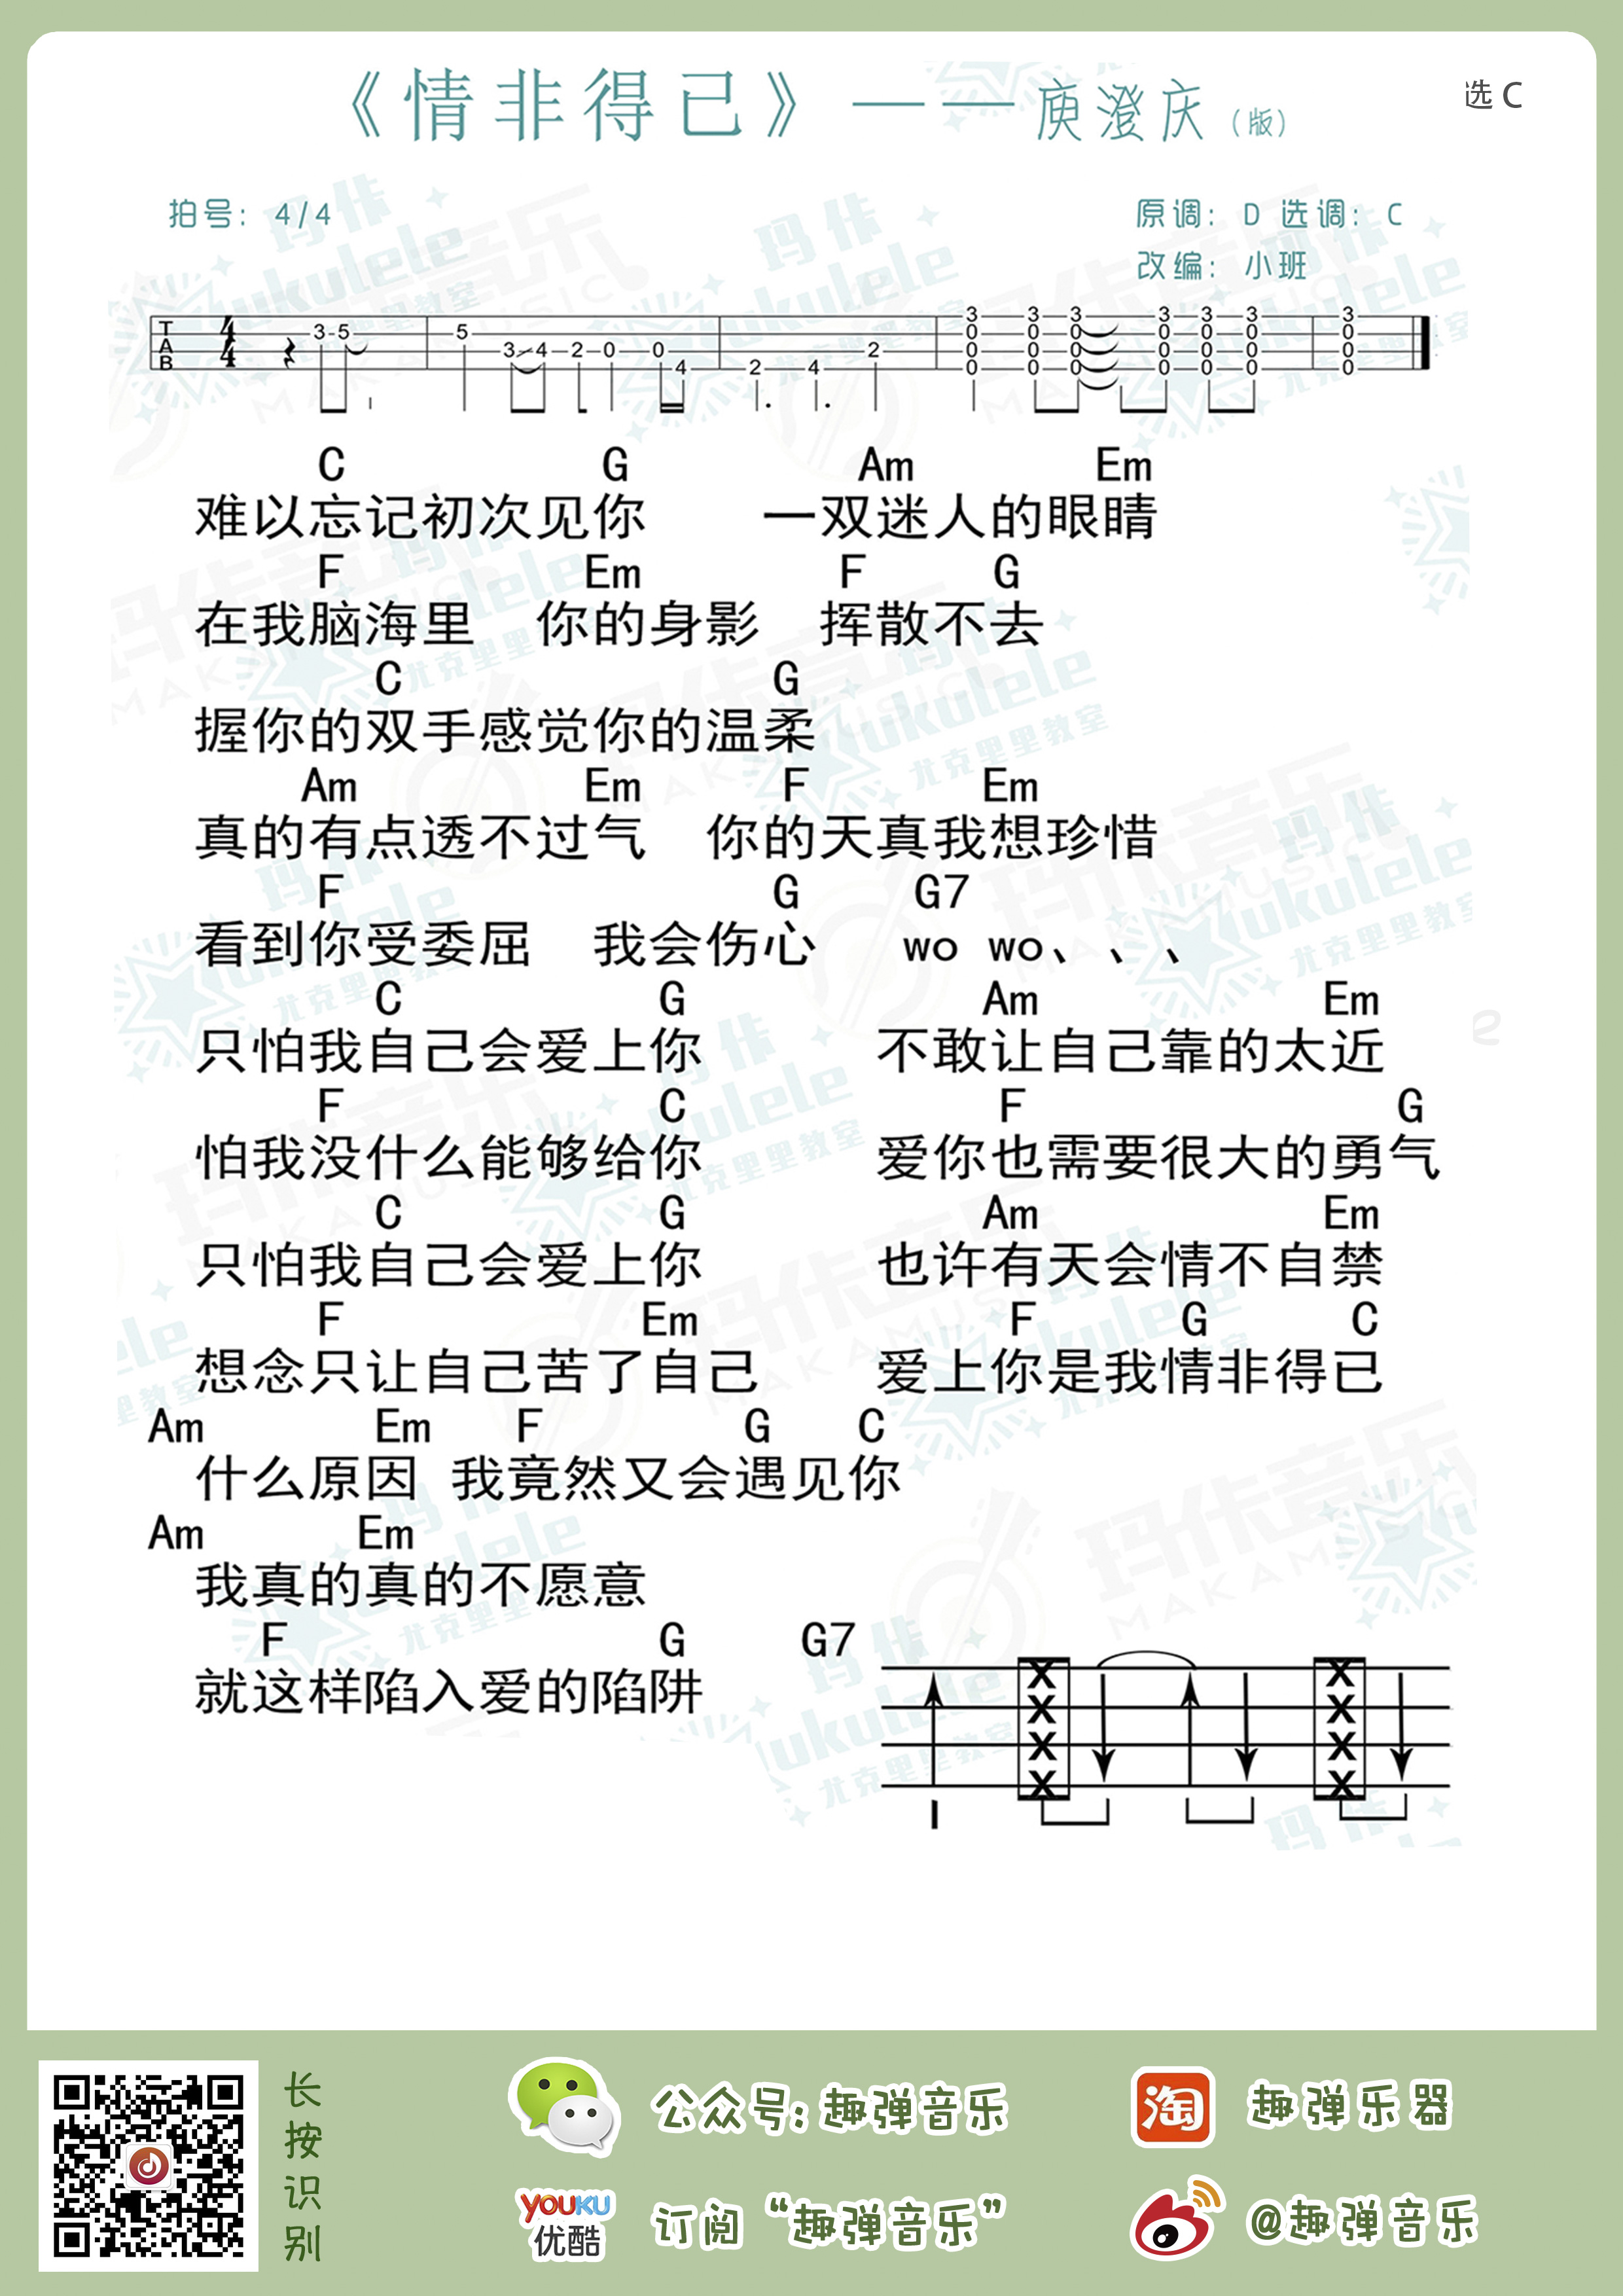 《情非得已》——庾澄庆（版）
选 C
拍号： 4/4
原调： D 选调： C
改编： 小班
T A B 4/4 3 5 5 3 4 2 0 0 4 2 4 2 3 0 0 0 3 0 0 0 3 0 0 0 3 0 0 0 3 0 0 0 3 0 0 0 3 0 0 0
C G Am Em
难以忘记初次见你 一双迷人的眼睛
F Em F G
在我脑海里 你的身影 挥散不去
C G
握你的双手感觉你的温柔
Am Em F Em
真的有点透不过气 你的天真我想珍惜
F G G7
看到你受委屈 我会伤心 wo wo、、、
C G Am Em
只怕我自己会爱上你 不敢让自己靠的太近
F C F G
怕我没什么能够给你 爱你也需要很大的勇气
C G Am Em
只怕我自己会爱上你 也许有天会情不自禁
F Em F G C
想念只让自己苦了自己 爱上你是我情非得已
Am Em F G C
什么原因 我竟然又会遇见你
Am Em
我真的真的不愿意
F G G7
就这样陷入爱的陷阱
X X
X X
X X
X X
玛佧音乐
MAKAMUSIC
玛佧
ukulele
尤克里里教室
长按识别
公众号：趣弹音乐
淘 趣弹乐器
YOUKU
优酷
订阅“趣弹音乐”
@趣弹音乐